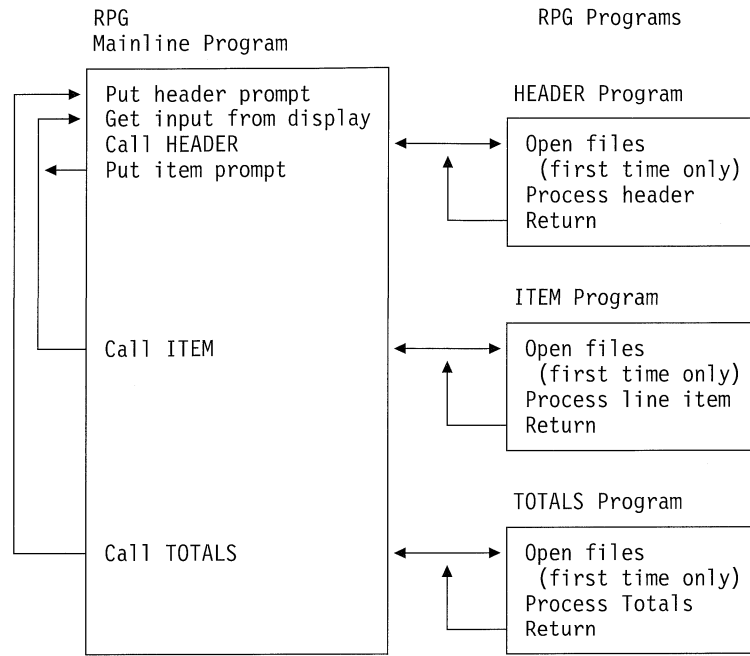 RPG
Mainline Program
Put header prompt
Get input from display
Call HEADER
Put item prompt
Call ITEM
Call TOTALS
RPG Programs
HEADER Program
Open files
(first time only)
Process header
Return
ITEM Program
Open files
(first time only)
Process line item
Return
TOTALS Program
Open files
(first time only)
Process Totals
Return